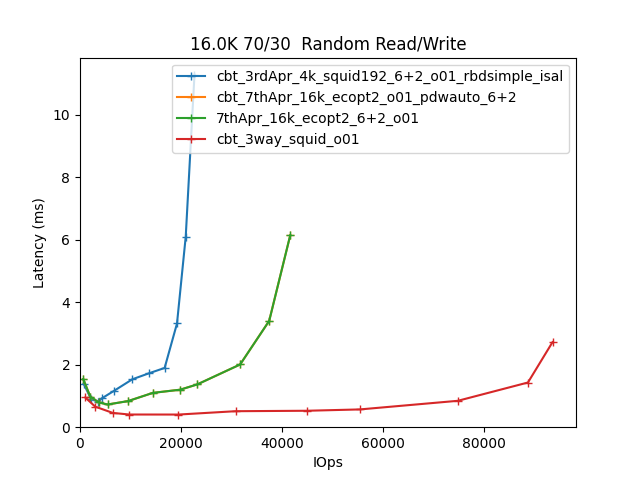 16.0K 70/30  Random Read/Write
cbt_3rdApr_4k_squid192_6+2_o01_rbdsimple_isal
cbt_7thApr_16k_ecopt2_o01_pdwauto_6+2
7thApr_16k_ecopt2_6+2_o01
cbt_3way_squid_o01
Latency (ms)
10
8
6
4
2
0
0 20000 40000 60000 80000
IOps